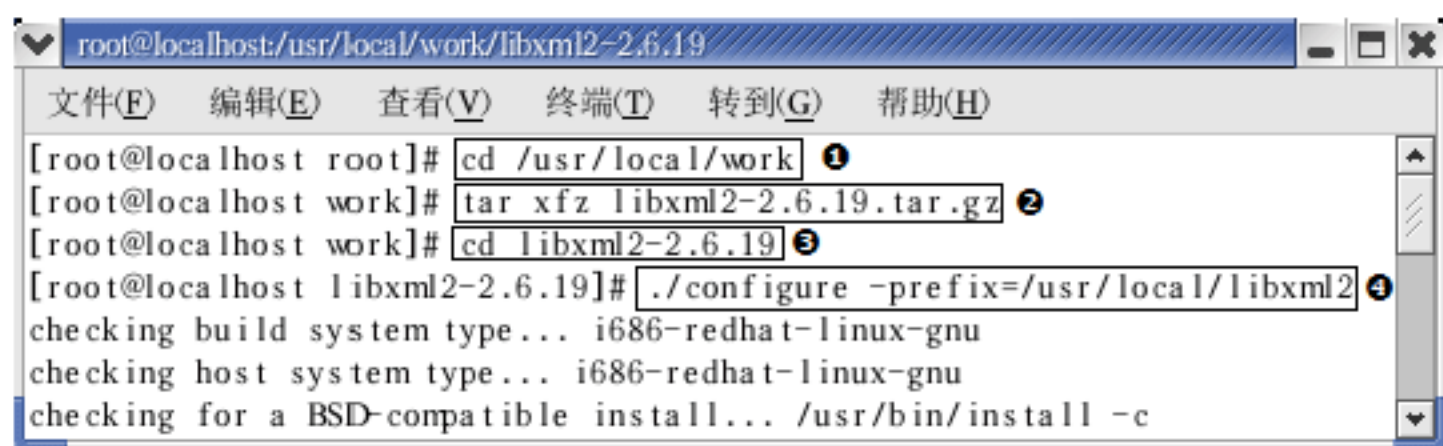 root@localhost:/usr/local/work/libxml2-2.6.19
文件(F) 编辑(E) 查看(V) 终端(T) 转到(G) 帮助(H)
[root@localhost root]# cd /usr/local/work ❶
[root@localhost work]# tar xfz libxml2-2.6.19.tar.gz ❷
[root@localhost work]# cd libxml2-2.6.19 ❸
[root@localhost libxml2-2.6.19]# ./configure -prefix=/usr/local/libxml2 ❹
checking build system type... i686-redhat-linux-gnu
checking host system type... i686-redhat-linux-gnu
checking for a BSD-compatible install... /usr/bin/install -c